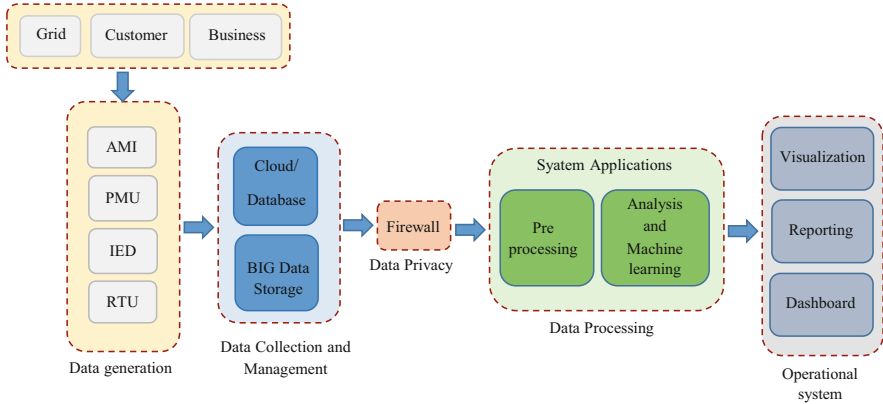 Grid
Customer
Business
AMI
PMU
IED
RTU
Data generation
Cloud/
Database
BIG Data
Storage
Data Collection and
Management
Firewall
Data Privacy
System Applications
Pre
processing
Analysis and
Machine
learning
Data Processing
Visualization
Reporting
Dashboard
Operational
system